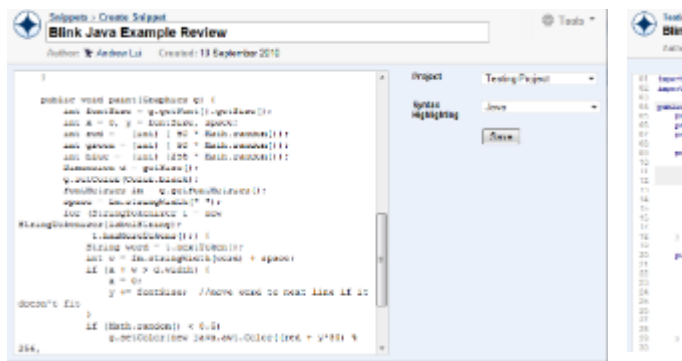 Snippets > Create Snippet
Blink Java Example Review
Tools
Author: Andrew Lui Created: 13 September 2010
}
public void paint(Graphics g) {
int fontSize = g.getFont().getSize();
int x = 0, y = fontSize, space;
int red = (int) ( 50 * Math.random());
int green = (int) ( 50 * Math.random());
int blue = (int) (256 * Math.random());
Dimension d = getSize();
g.setColor(Color.black);
FontMetrics fm = g.getFontMetrics();
space = fm.stringWidth(" ");
for (StringTokenizer t = new
StringTokenizer(labelString);
t.hasMoreTokens();) {
String word = t.nextToken();
int w = fm.stringWidth(word) + space;
if (x + w > d.width) {
x = 0;
y += fontSize; //move word to next line if it
doesn't fit
}
if (Math.random() < 0.5)
g.setColor(new java.awt.Color((red + y*30) %
256,
Project
Testing Project
Syntax
Highlighting
Java
Save